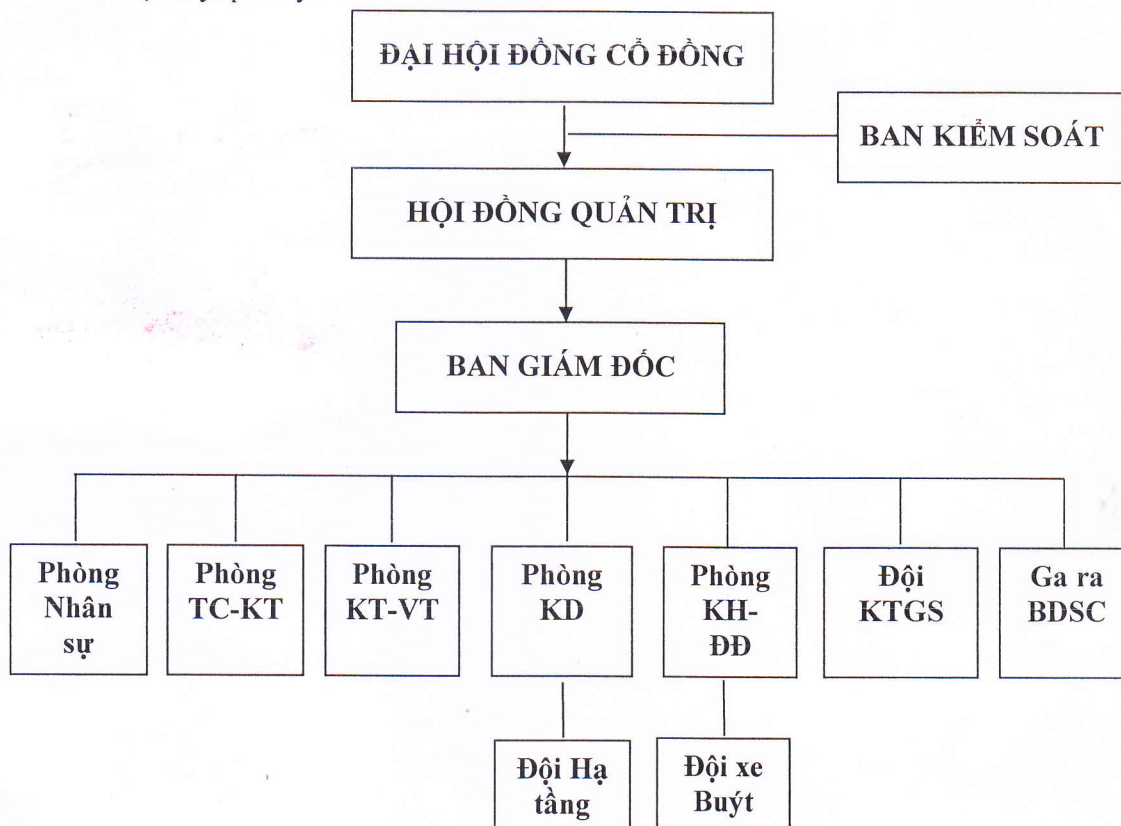 ĐẠI HỘI ĐỒNG CỔ ĐÔNG
BAN KIỂM SOÁT
HỘI ĐỒNG QUẢN TRỊ
BAN GIÁM ĐỐC
Phòng
Nhân
sự
Phòng
TC-KT
Phòng
KT-VT
Phòng
KD
Phòng
KH-
ĐĐ
Đội
KTGS
Ga ra
BDSC
Đội Hạ
tầng
Đội xe
Buýt